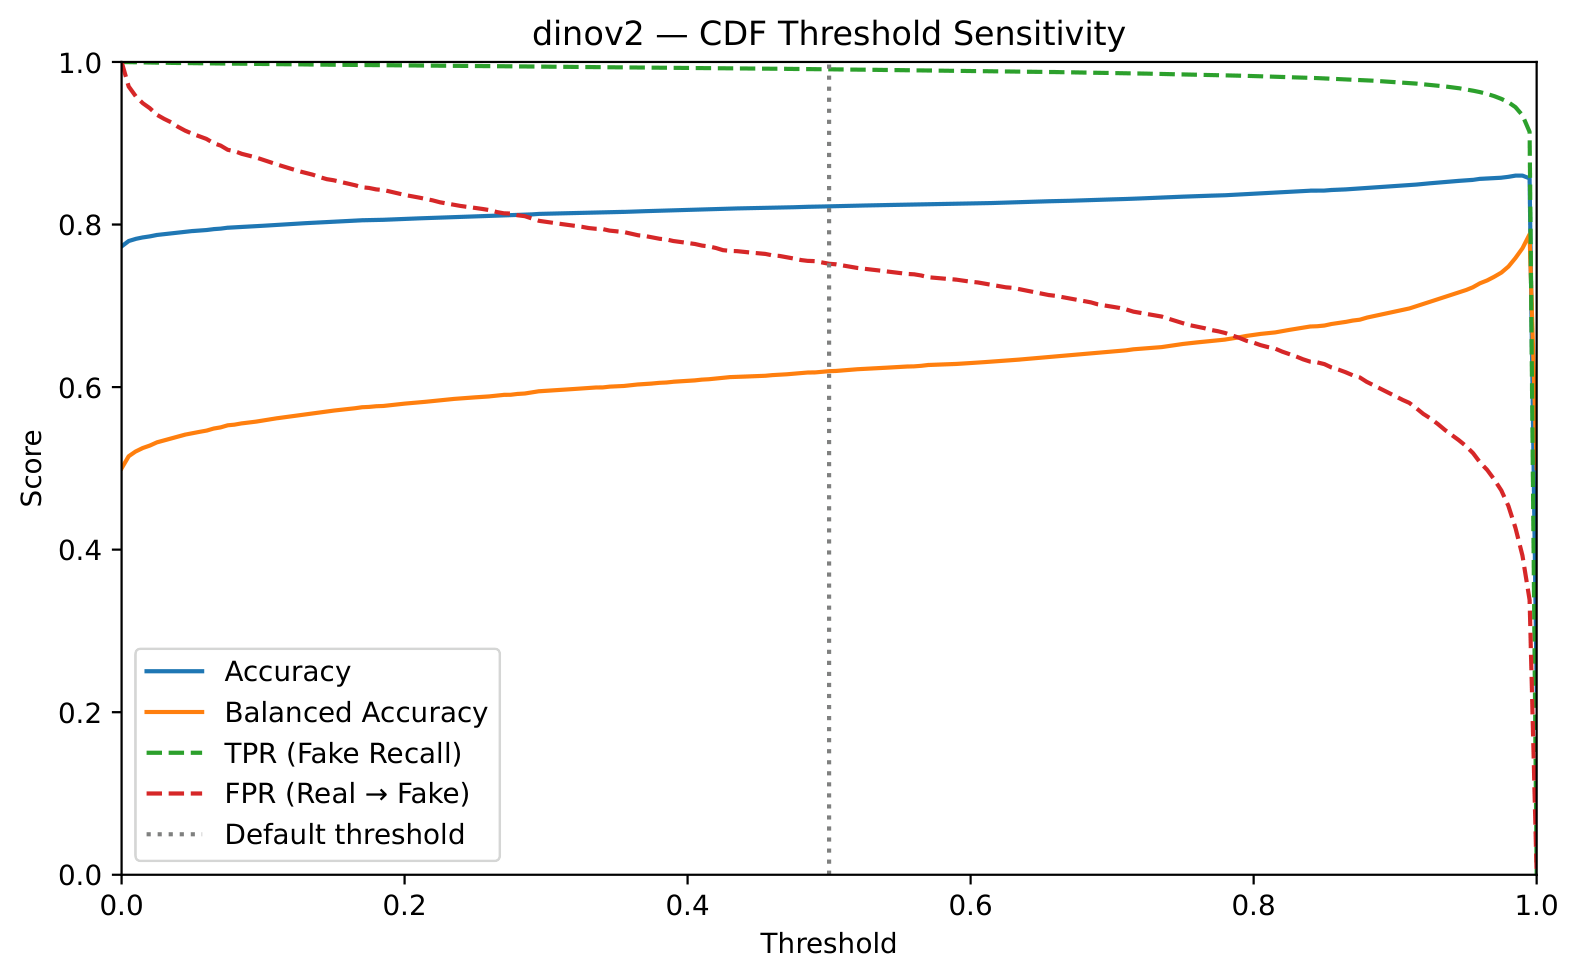 dinov2 — CDF Threshold Sensitivity
1.0
0.8
0.6
0.4
0.2
0.0
Score
Accuracy
Balanced Accuracy
TPR (Fake Recall)
FPR (Real → Fake)
Default threshold
0.0 0.2 0.4 0.6 0.8 1.0
Threshold